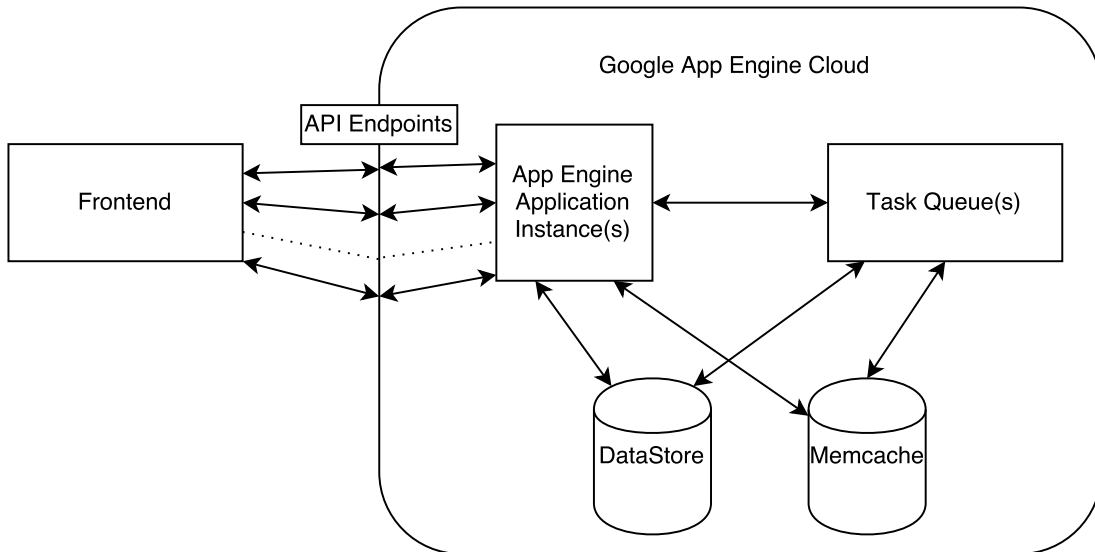 Google App Engine Cloud
API Endpoints
Frontend
App Engine
Application
Instance(s)
Task Queue(s)
DataStore
Memcache